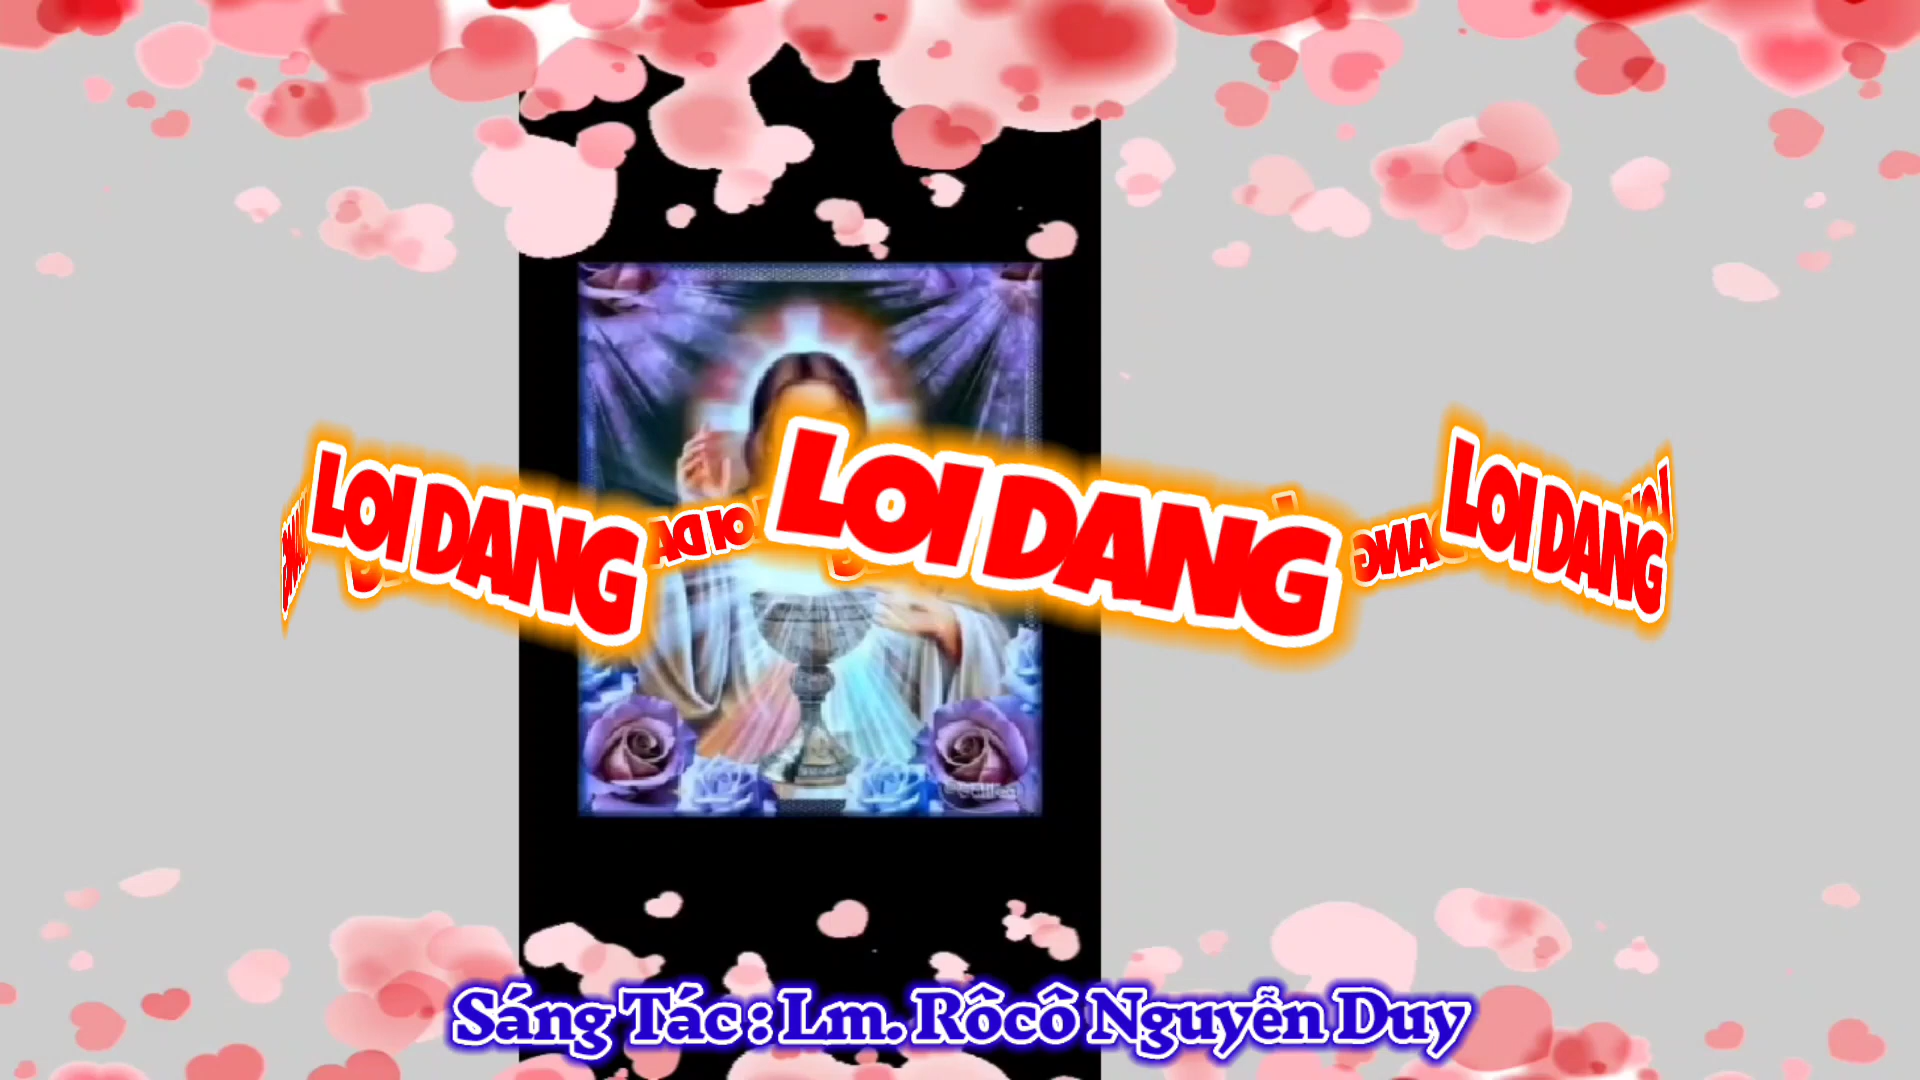 LOI DANG LOI DANG LOI DANG
Sáng Tác : Lm. Rôcô Nguyễn Duy